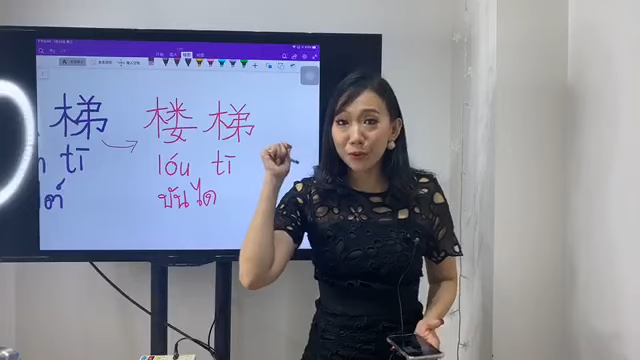 梯 → 楼 梯
tī lóu tī
บันได